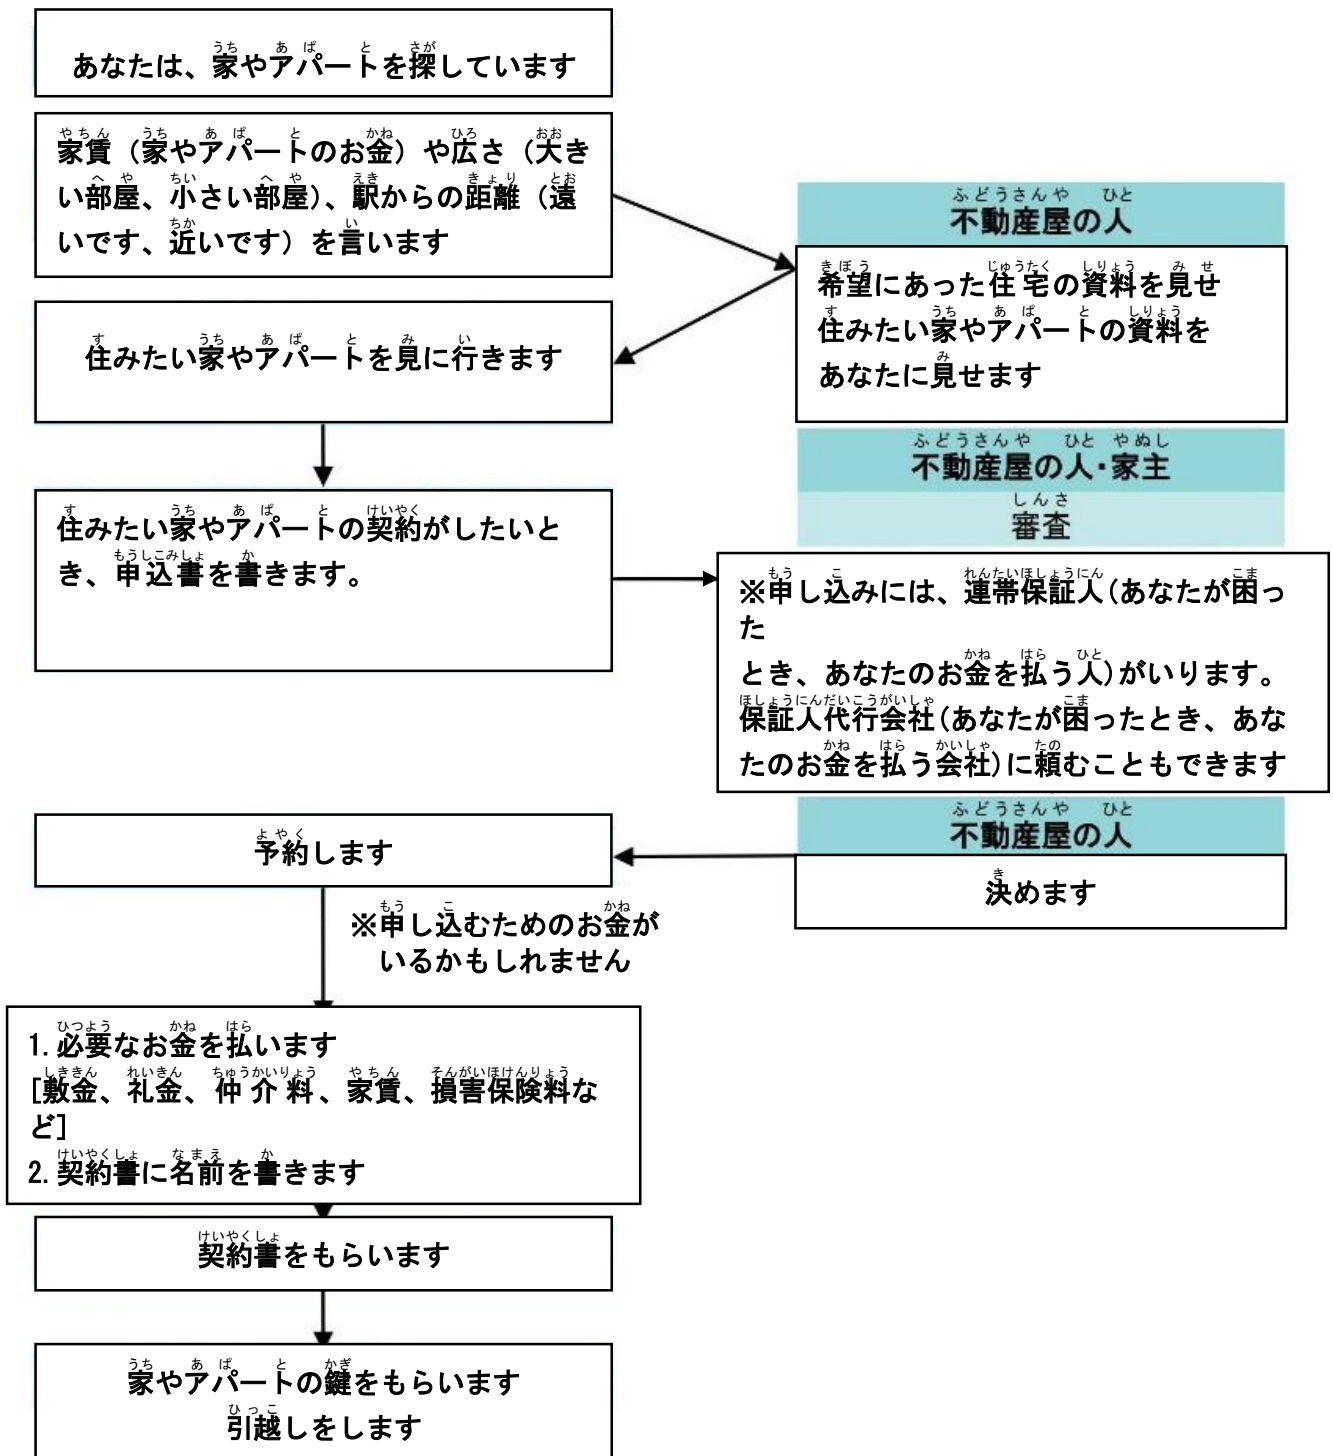 あなたは、家やアパートを探しています
家賃（家やアパートのお金）や広さ（大き
い部屋、小さい部屋）、駅からの距離（遠
いです、近いです）を言います
不動産屋の人
希望にあった住宅の資料を見せ
住みたい家やアパートの資料を
あなたに見せます
住みたい家やアパートを見に行きます
住みたい家やアパートの契約がしたいと
き、申込書を書きます。
不動産屋の人・家主
審査
※申し込みには、連帯保証人(あなたが困っ
た
とき、あなたのお金を払う人)がいります。
保証人代行会社(あなたが困ったとき、あな
たのお金を払う会社)に頼むこともできます
不動産屋の人
決めます
予約します
※申し込むためのお金が
いるかもしれません
1.必要なお金を払います
[敷金、礼金、仲介料、家賃、損害保険料な
ど]
2.契約書に名前を書きます
契約書をもらいます
家やアパートの鍵をもらいます
引越しをします